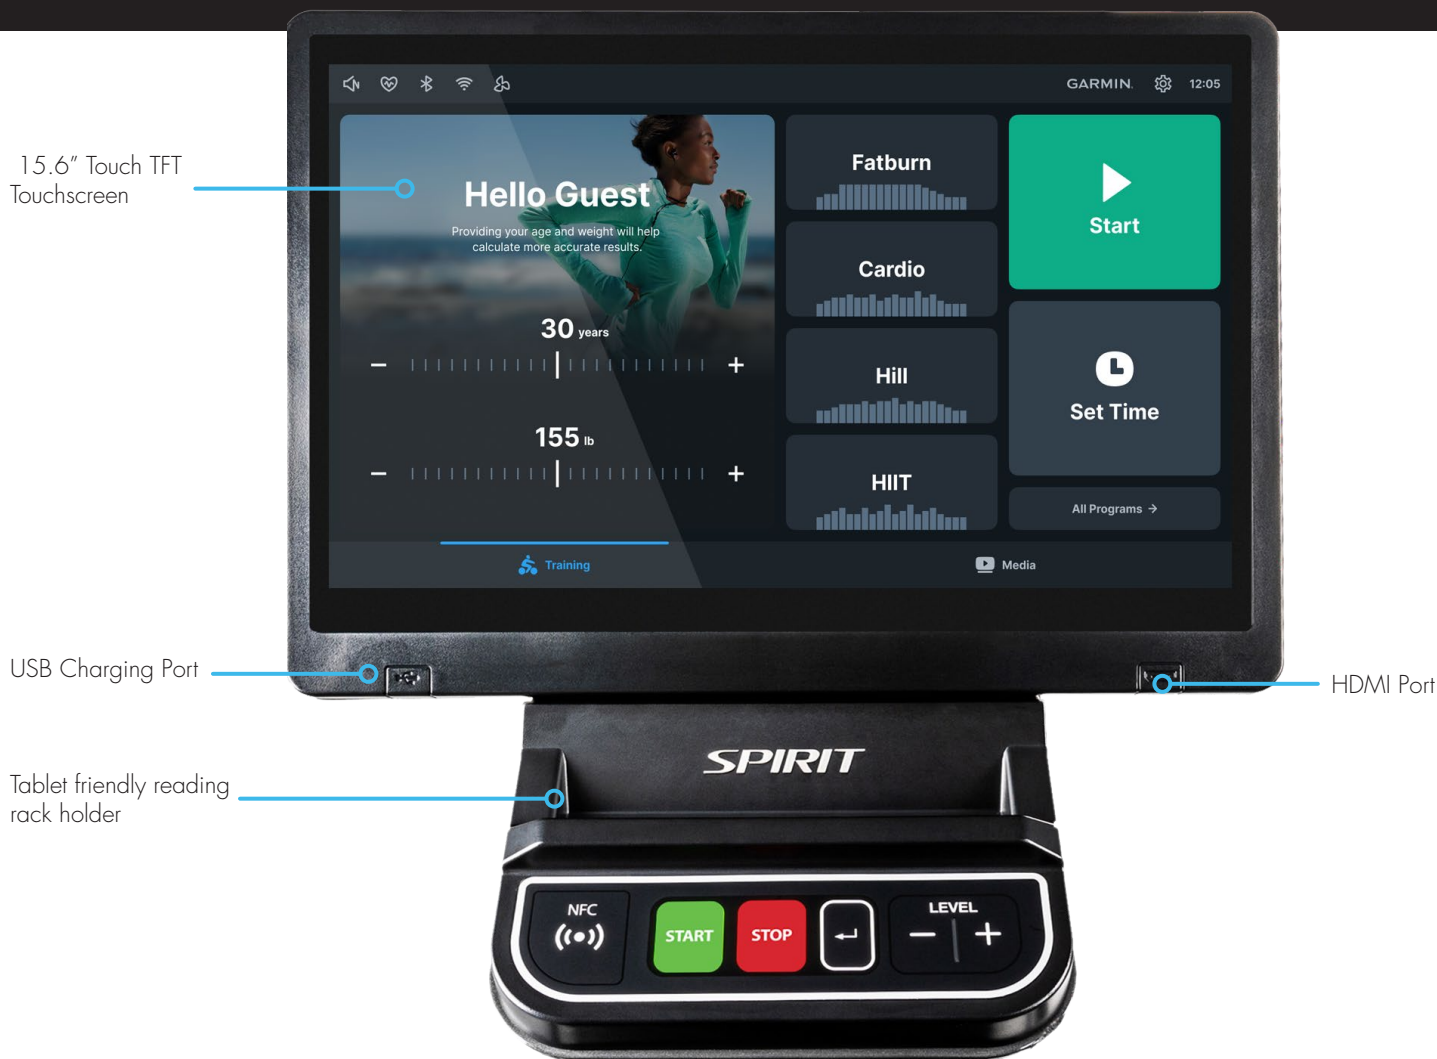 GARMIN.
12:05
15.6” Touch TFT
Touchscreen
Hello Guest
Providing your age and weight will help
calculate more accurate results.
30 years
155 lb
Fatburn
Cardio
Hill
HIIT
Start
Set Time
All Programs →
Training
Media
USB Charging Port
HDMI Port
Tablet friendly reading
rack holder
SPIRIT
NFC
START
STOP
LEVEL